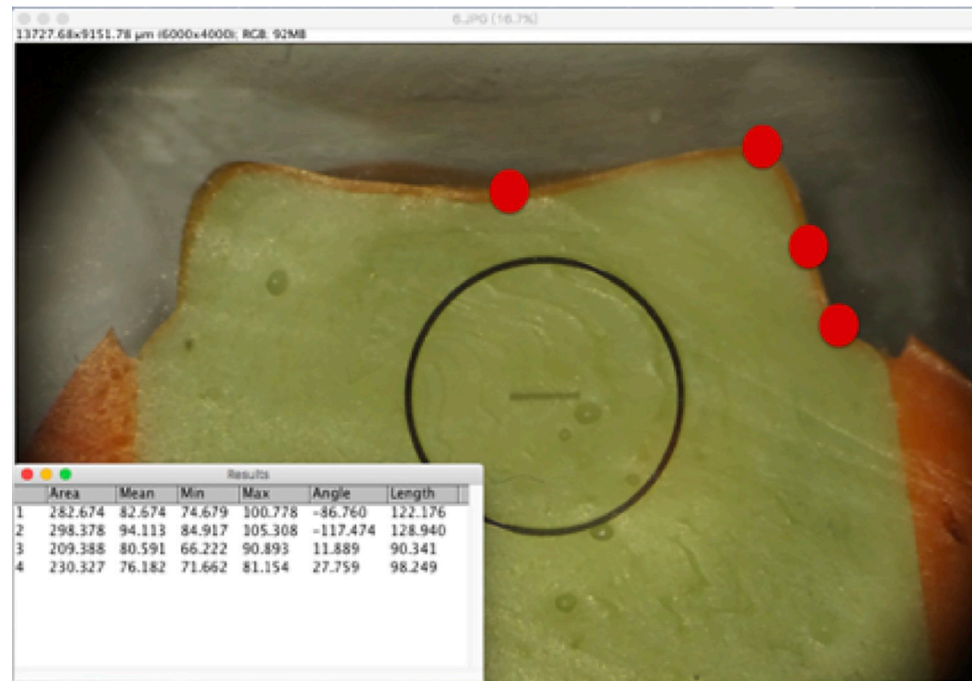 6.JPG (16.7%)
13727.68x9151.78 µm (6000x4000); RGB; 92MB
Results
Area Mean Min Max Angle Length
1 282.674 82.674 74.679 100.778 -86.760 122.176
2 298.378 94.113 84.917 105.308 -117.474 128.940
3 209.388 80.591 66.222 90.893 11.889 90.341
4 230.327 76.182 71.662 81.154 27.759 98.249